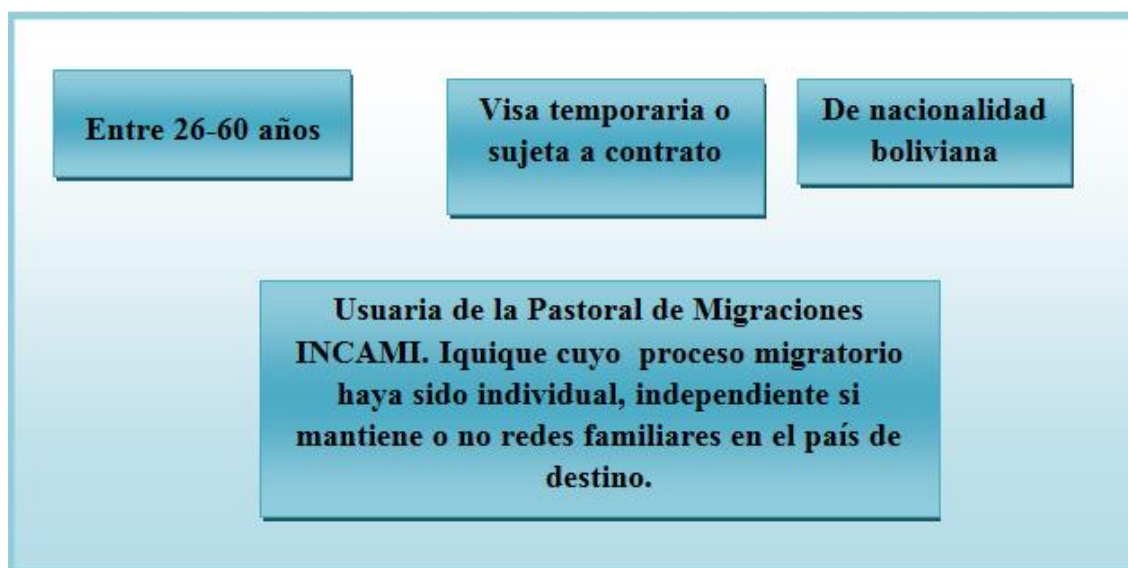 Entre 26-60 años
Visa temporaria o
sujeta a contrato
De nacionalidad
boliviana
Usuaria de la Pastoral de Migraciones
INCAMI. Iquique cuyo proceso migratorio
haya sido individual, independiente si
mantiene o no redes familiares en el país de
destino.